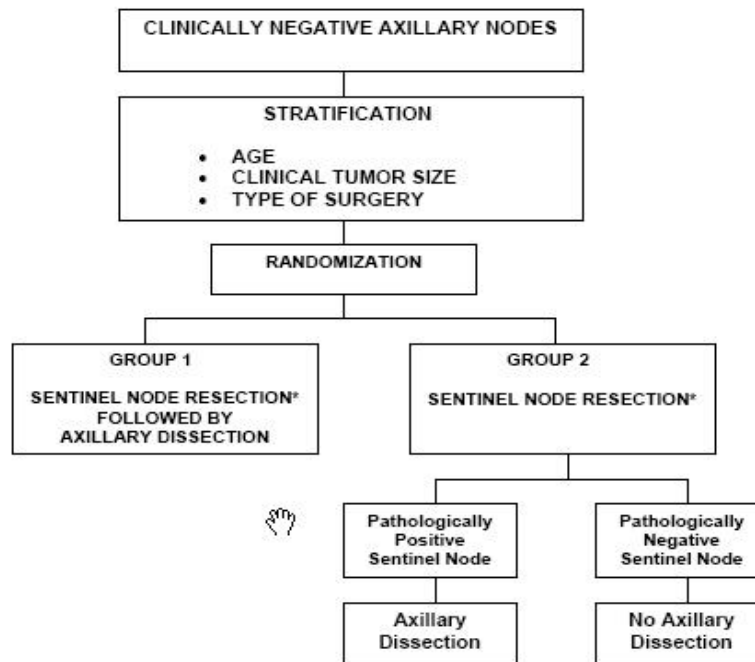 CLINICALLY NEGATIVE AXILLARY NODES
STRATIFICATION
• AGE
• CLINICAL TUMOR SIZE
• TYPE OF SURGERY
RANDOMIZATION
GROUP 1
SENTINEL NODE RESECTION*
FOLLOWED BY
AXILLARY DISSECTION
GROUP 2
SENTINEL NODE RESECTION*
Pathologically
Positive
Sentinel Node
Pathologically
Negative
Sentinel Node
Axillary
Dissection
No Axillary
Dissection